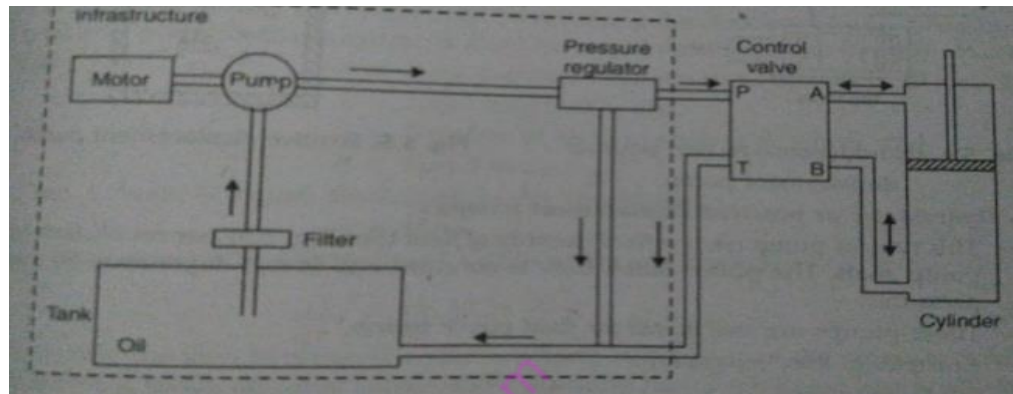 infrastructure
Pressure
regulator
Control
valve
Motor
Pump
P
A
T
B
Filter
Tank
Oil
Cylinder
m